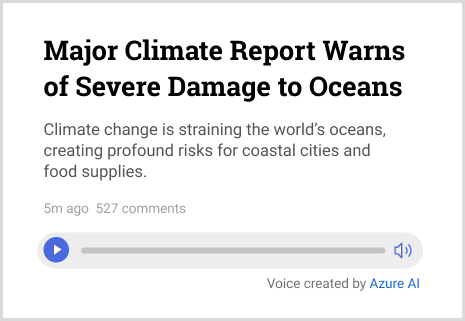 Major Climate Report Warns
of Severe Damage to Oceans
Climate change is straining the world’s oceans,
creating profound risks for coastal cities and
food supplies.
5m ago 527 comments
Voice created by Azure AI